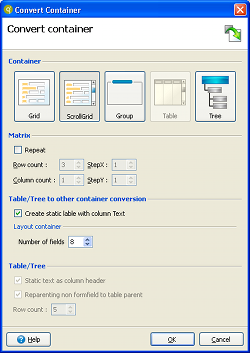 Convert Container
Convert container
Container
Grid
ScrollGrid
Group
Table
Tree
Matrix
Repeat
Row count : 3 StepX : 1
Column count : 1 StepY : 1
Table/Tree to other container conversion
Create static lable with column Text
Layout container
Number of fields 8
Table/Tree
Static text as column header
Reparenting non formfield to table parent
Row count : 5
Help OK Cancel